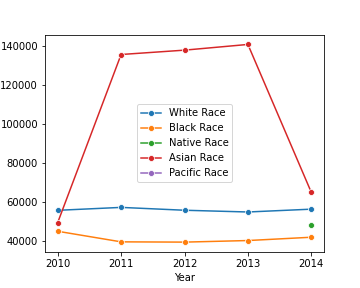 140000
120000
100000
80000
60000
40000
White Race
Black Race
Native Race
Asian Race
Pacific Race
2010 2011 2012 2013 2014
Year